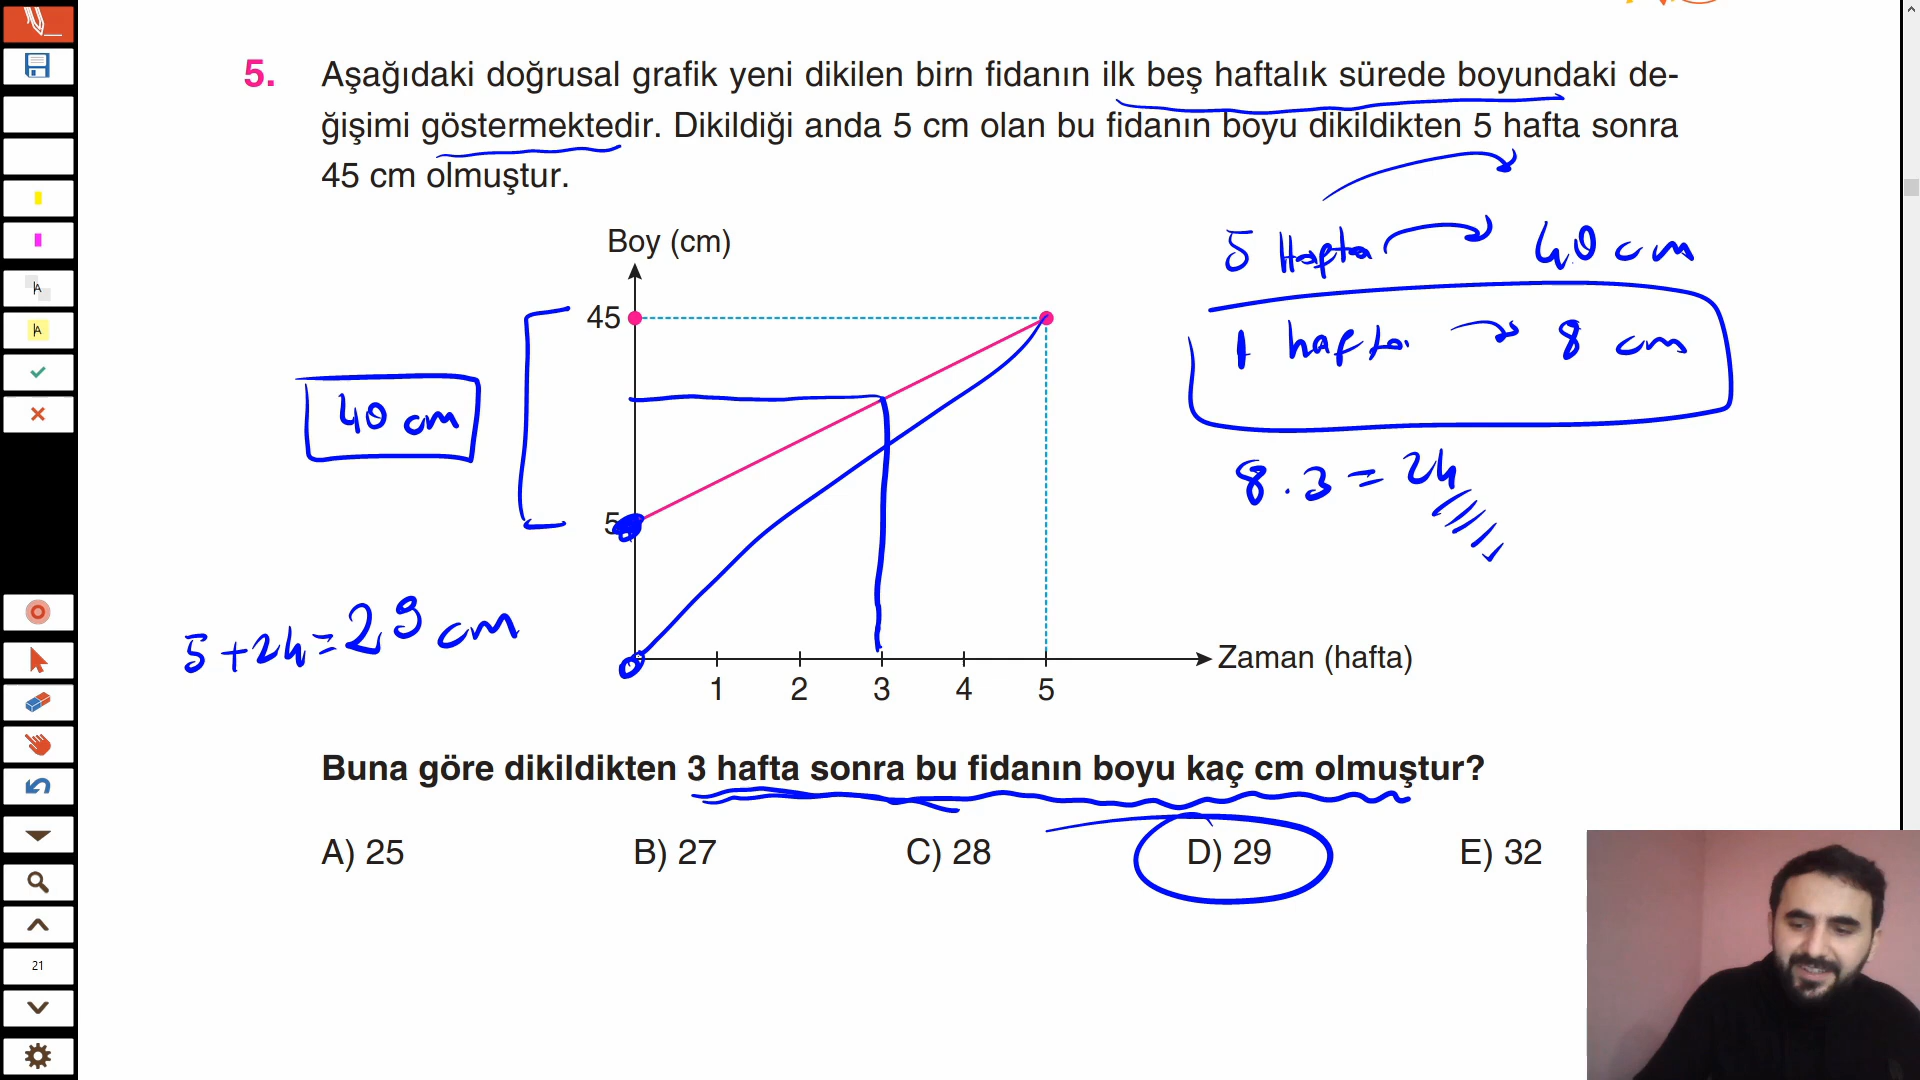 5. Aşağıdaki doğrusal grafik yeni dikilen birn fidanın ilk beş haftalık sürede boyundaki de-
ğişimi göstermektedir. Dikildiği anda 5 cm olan bu fidanın boyu dikildikten 5 hafta sonra
45 cm olmuştur.
Boy (cm)
45
5
1 2 3 4 5
Zaman (hafta)
40 cm
5 Hafta 40 cm
1 hafta 8 cm
8 . 3 = 24
5 + 24 = 29 cm
Buna göre dikildikten 3 hafta sonra bu fidanın boyu kaç cm olmuştur?
A) 25 B) 27 C) 28 D) 29 E) 32
A
A
21